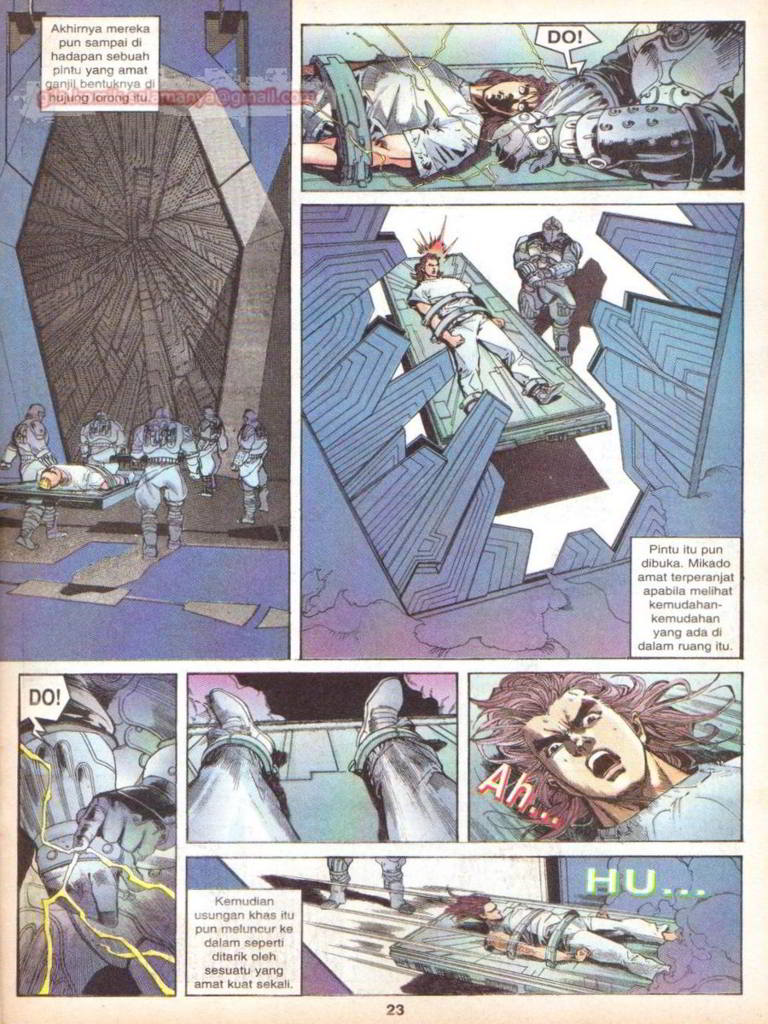 Akhirnya mereka
pun sampai di
hadapan sebuah
pintu yang amat
ganjil bentuknya di
hujung lorong itu.
DO!
Pintu itu pun
dibuka. Mikado
amat terperanjat
apabila melihat
kemudahan-
kemudahan
yang ada di
dalam ruang itu.
DO!
Ah...
HU...
Kemudian
usungan khas itu
pun meluncur ke
dalam seperti
ditarik oleh
sesuatu yang
amat kuat sekali.
23